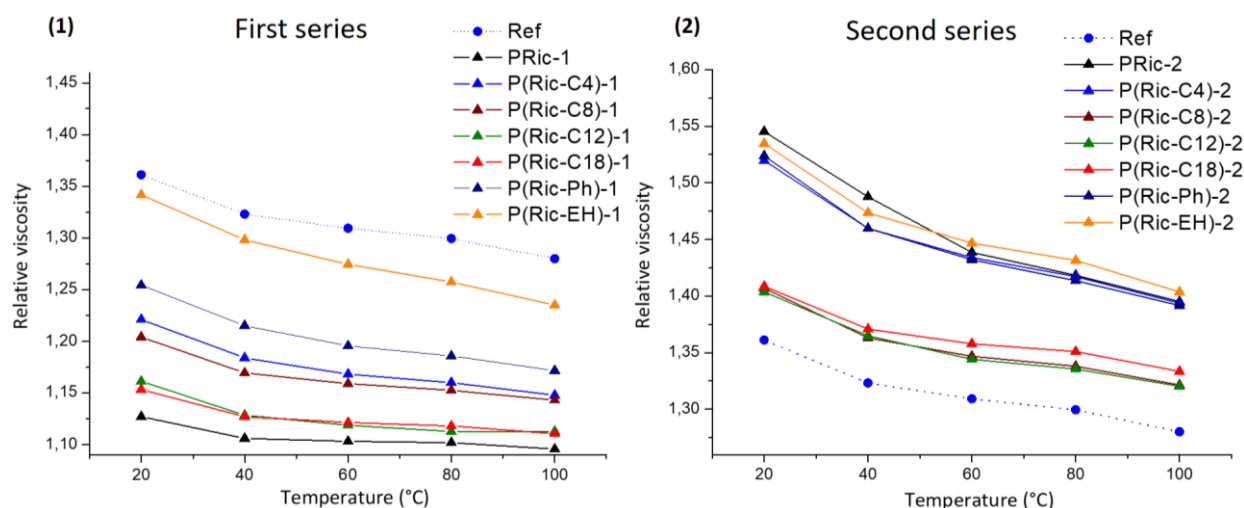 (1) First series
Ref
PRic-1
P(Ric-C4)-1
P(Ric-C8)-1
P(Ric-C12)-1
P(Ric-C18)-1
P(Ric-Ph)-1
P(Ric-EH)-1
1,45
1,40
1,35
1,30
1,25
1,20
1,15
1,10
Relative viscosity
20 40 60 80 100
Temperature (°C)
(2) Second series
Ref
PRic-2
P(Ric-C4)-2
P(Ric-C8)-2
P(Ric-C12)-2
P(Ric-C18)-2
P(Ric-Ph)-2
P(Ric-EH)-2
1,60
1,55
1,50
1,45
1,40
1,35
1,30
Relative viscosity
20 40 60 80 100
Temperature (°C)